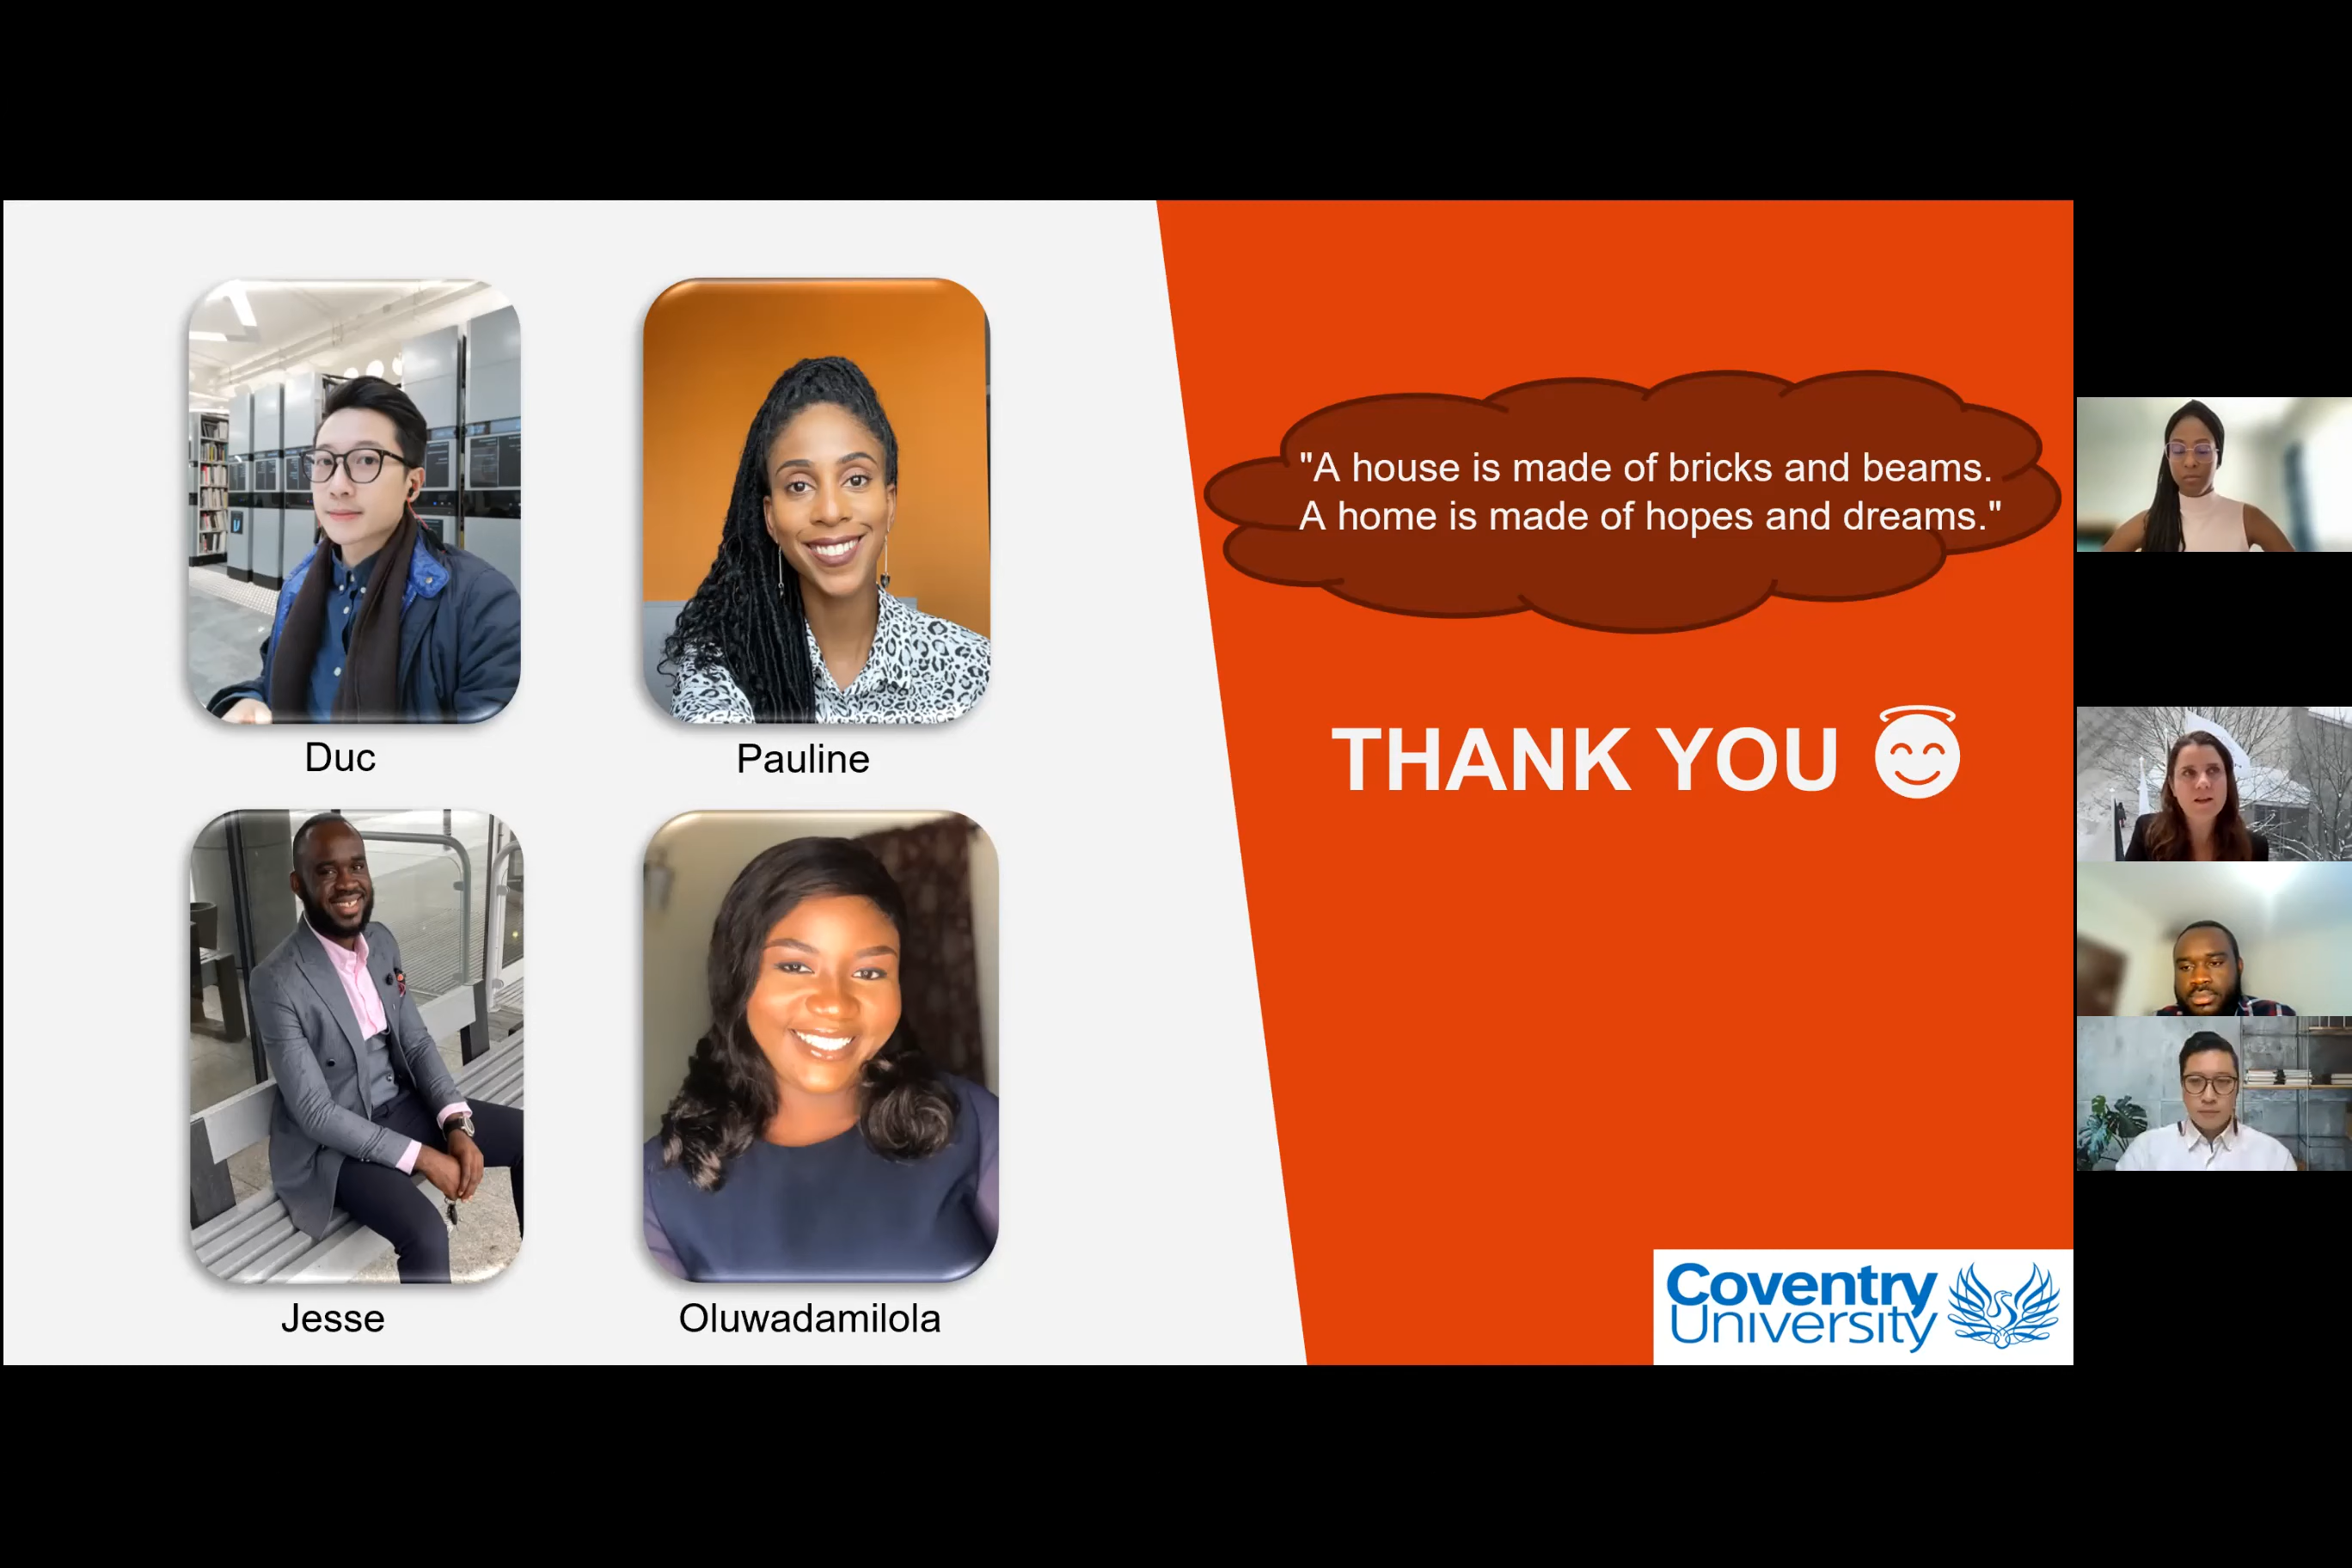 Duc
Pauline
Jesse
Oluwadamilola
"A house is made of bricks and beams.
A home is made of hopes and dreams."
THANK YOU
Coventry
University